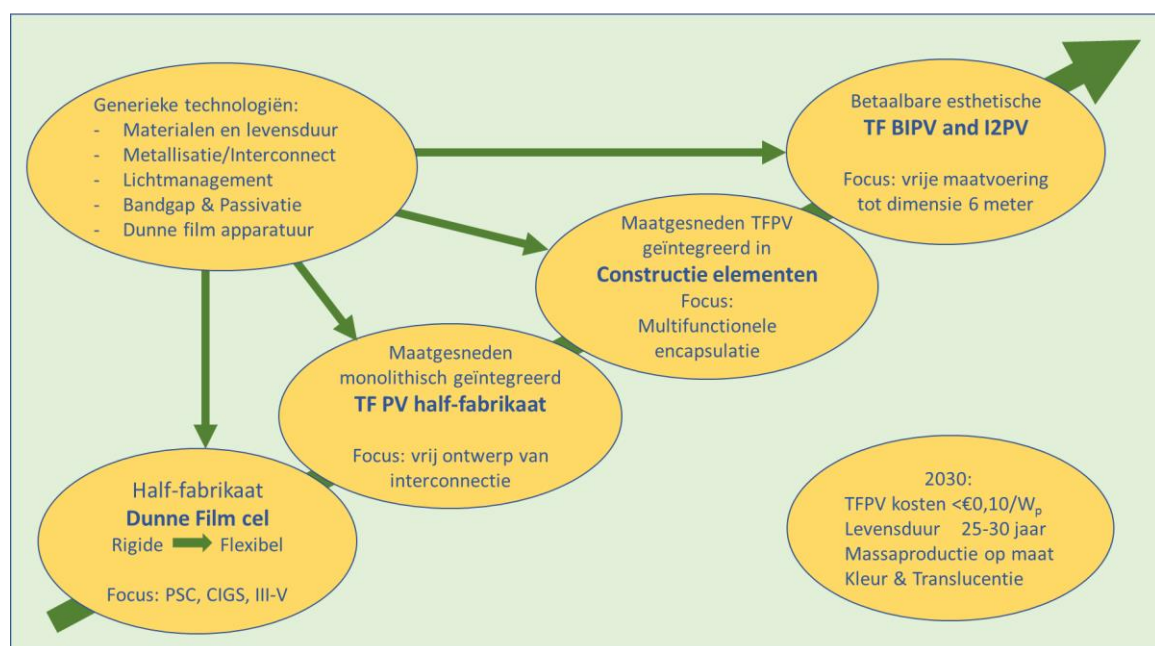 Generieke technologiën:
- Materialen en levensduur
- Metallisatie/Interconnect
- Lichtmanagement
- Bandgap & Passivatie
- Dunne film apparatuur
Betaalbare esthetische
TF BIPV and I2PV
Focus: vrije maatvoering
tot dimensie 6 meter
Maatgesneden TFPV
geïntegreerd in
Constructie elementen
Focus:
Multifunctionele
encapsulatie
Maatgesneden
monolithisch geïntegreerd
TF PV half-fabrikaat
Focus: vrij ontwerp van
interconnectie
Half-fabrikaat
Dunne Film cel
Rigide Flexibel
Focus: PSC, CIGS, III-V
2030:
TFPV kosten <€0,10/Wp
Levensduur 25-30 jaar
Massaproductie op maat
Kleur & Translucentie